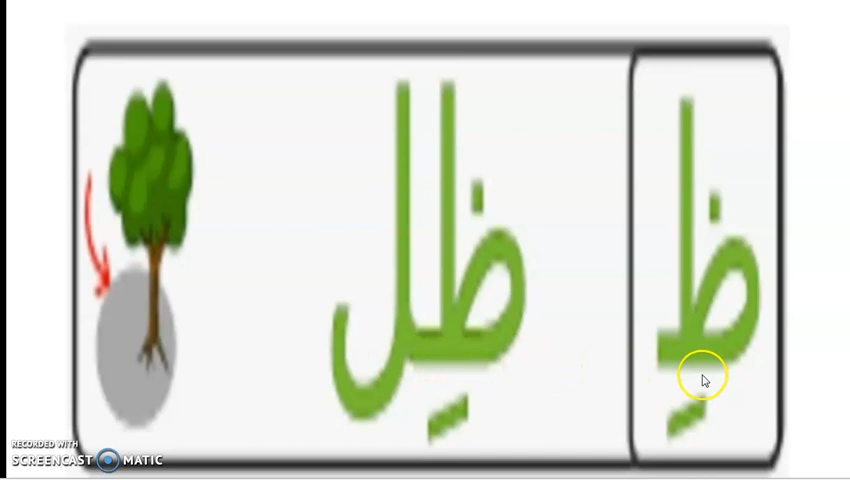 ظِ
ظِل
RECORDED WITH
SCREENCAST MATIC